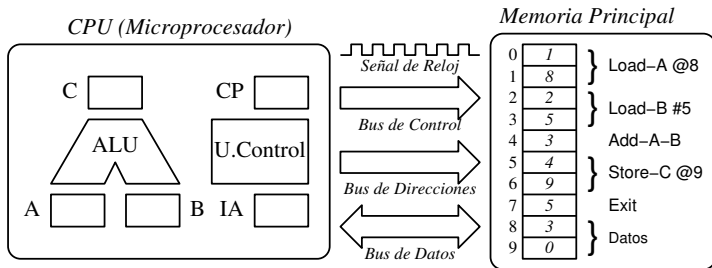 CPU (Microprocesador)
Memoria Principal
C
CP
ALU
U.Control
A
B
IA
Señal de Reloj
Bus de Control
Bus de Direcciones
Bus de Datos
0 1
1 8
Load-A @8
2 2
3 5
Load-B #5
4 3 Add-A-B
5 4
6 9
Store-C @9
7 5 Exit
8 3
9 0
Datos